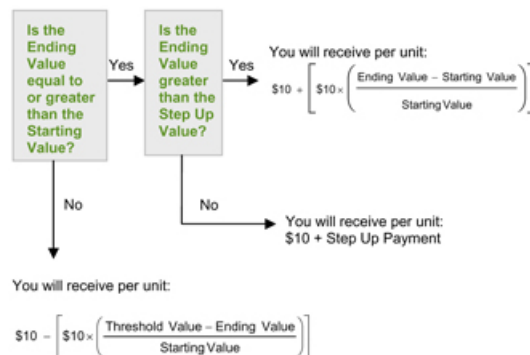 Is the
Ending
Value
equal to
or greater
than the
Starting
Value?
Yes
Is the
Ending
Value
greater
than the
Step Up
Value?
Yes
You will receive per unit:
$10 + [ $10 × ( Ending Value – Starting Value
Starting Value ) ]
No
No
You will receive per unit:
$10 + Step Up Payment
You will receive per unit:
$10 – [ $10 × ( Threshold Value – Ending Value
Starting Value ) ]